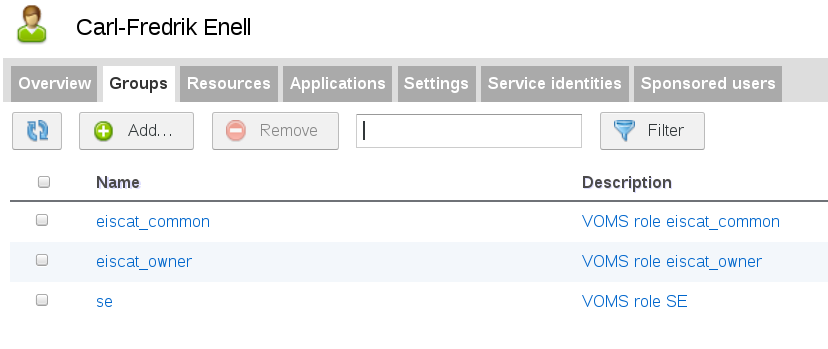 Carl-Fredrik Enell
Overview Groups Resources Applications Settings Service identities Sponsored users
Add... Remove Filter
Name Description
eiscat_common VOMS role eiscat_common
eiscat_owner VOMS role eiscat_owner
se VOMS role SE